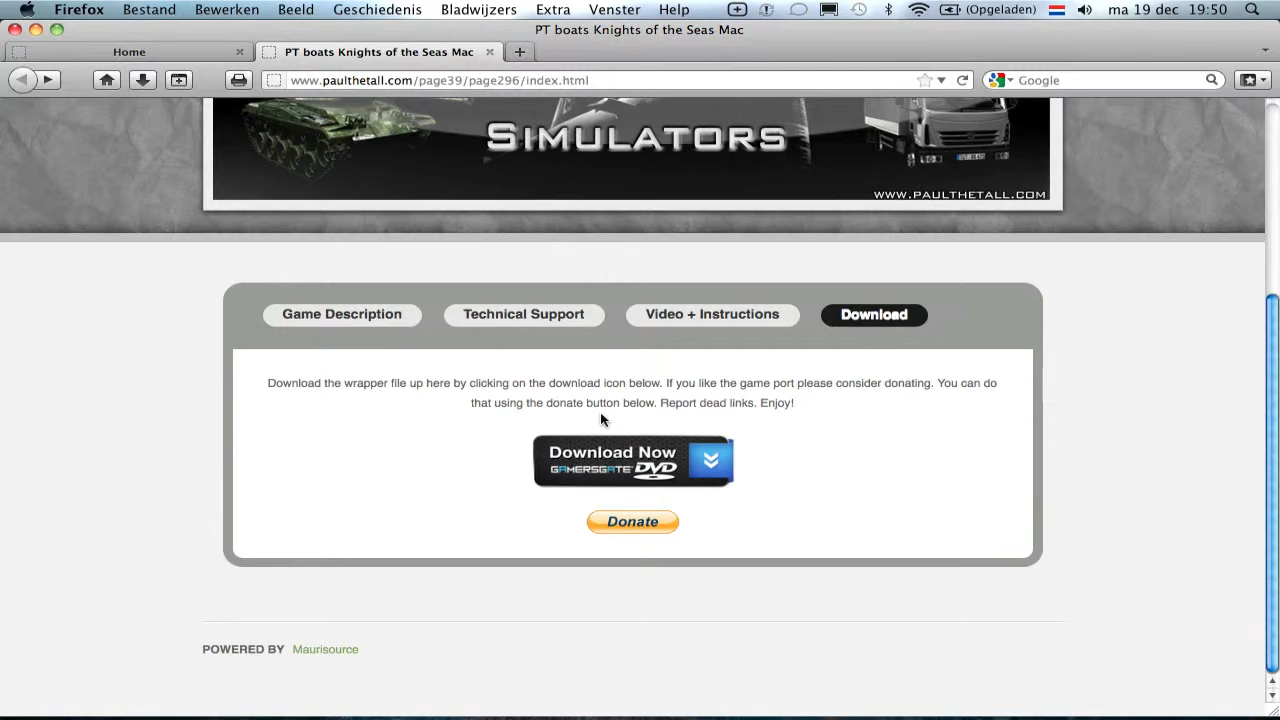 Firefox Bestand Bewerken Beeld Geschiedenis Bladwijzers Extra Venster Help (Opgeladen) ma 19 dec 19:50
PT boats Knights of the Seas Mac
Home
PT boats Knights of the Seas Mac
www.paulthetall.com/page39/page296/index.html
Google
SIMULATORS
WWW.PAULTHETALL.COM
Game Description
Technical Support
Video + Instructions
Download
Download the wrapper file up here by clicking on the download icon below. If you like the game port please consider donating. You can do
that using the donate button below. Report dead links. Enjoy!
Download Now
GAMERSGATE DVD
Donate
POWERED BY Maurisource